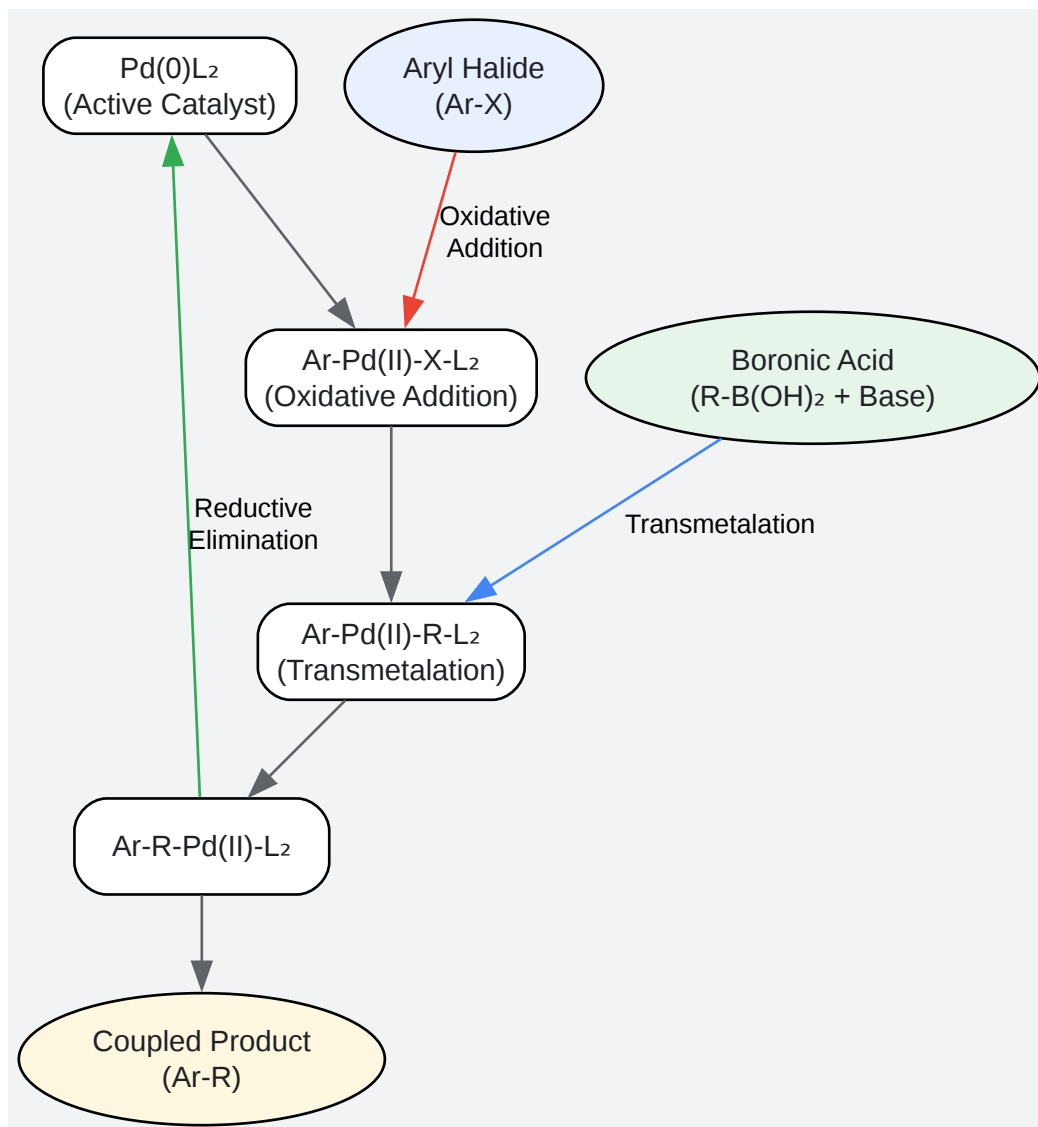 Pd(0)L₂
(Active Catalyst)
Aryl Halide
(Ar-X)
Oxidative
Addition
Ar-Pd(II)-X-L₂
(Oxidative Addition)
Boronic Acid
(R-B(OH)₂ + Base)
Reductive
Elimination
Transmetalation
Ar-Pd(II)-R-L₂
(Transmetalation)
Ar-R-Pd(II)-L₂
Coupled Product
(Ar-R)